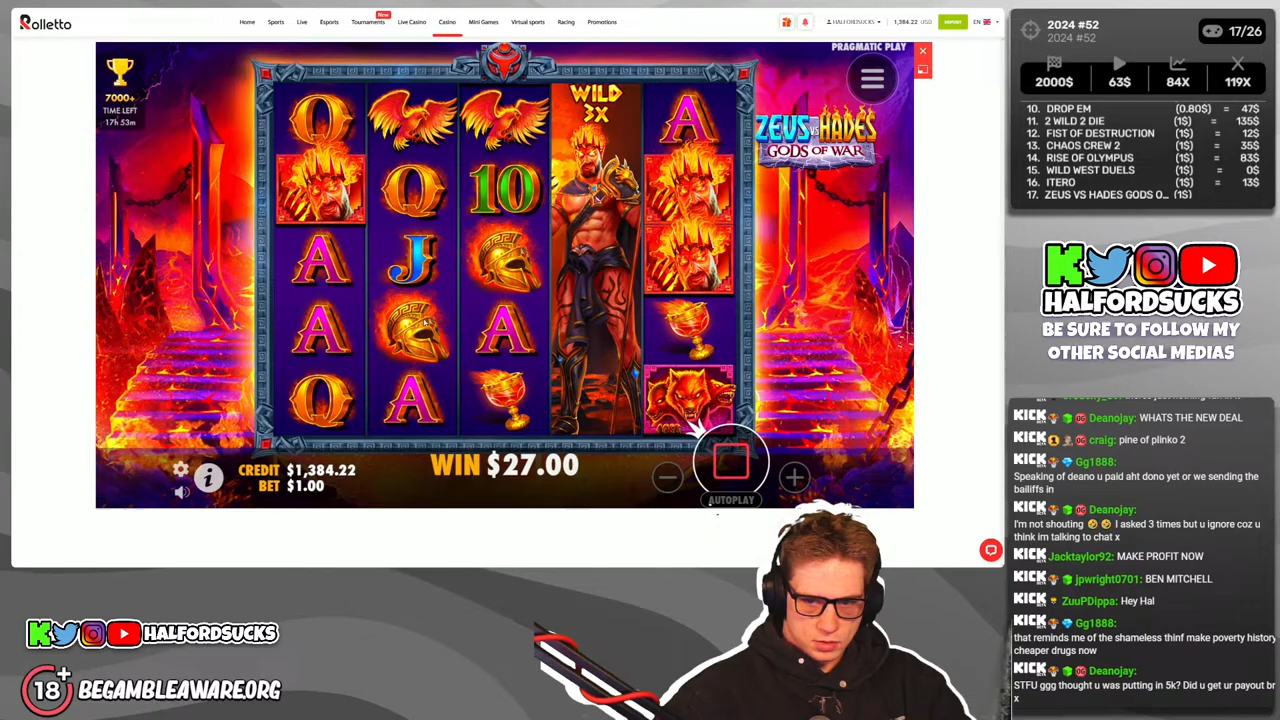 Rolletto
Home Sports Live Esports Tournaments New Live Casino Casino Mini Games Virtual sports Racing Promotions
HALFORDSUCKS 1,384.22 USD DEPOSIT EN
PRAGMATIC PLAY
7000+
TIME LEFT
17h 53m
ZEUS VS HADES
GODS OF WAR
Q
WILD
3X
A
Q
10
A
J
A
A
Q
A
CREDIT $1,384.22
BET $1.00
WIN $27.00
AUTOPLAY
2024 #52
2024 #52
17/26
2000$ 63$ 84X 119X
10. DROP EM (0.80$) = 47$
11. 2 WILD 2 DIE (1$) = 135$
12. FIST OF DESTRUCTION (1$) = 12$
13. CHAOS CREW 2 (1$) = 35$
14. RISE OF OLYMPUS (1$) = 83$
15. WILD WEST DUELS (1$) = 0$
16. ITERO (1$) = 13$
17. ZEUS VS HADES GODS O... (1$)
K
HALFORDSUCKS
BE SURE TO FOLLOW MY
OTHER SOCIAL MEDIAS
KICK Deanojay: WHATS THE NEW DEAL
KICK craig: pine of plinko 2
KICK Gg1888:
Speaking of deano u paid aht dono yet or we sending the
bailiffs in
KICK Deanojay:
I'm not shouting 🤣 🤣 I asked 3 times but u ignore coz u
think im talking to chat x
KICK Jacktaylor92: MAKE PROFIT NOW
KICK jpwright0701: BEN MITCHELL
KICK ZuuPDippa: Hey Hal
KICK Gg1888:
that reminds me of the shameless thinf make poverty history
cheaper drugs now
KICK Deanojay:
STFU ggg thought u was putting in 5k? Did u get ur payout br
x
K HALFORDSUCKS
18+ BEGAMBLEAWARE.ORG